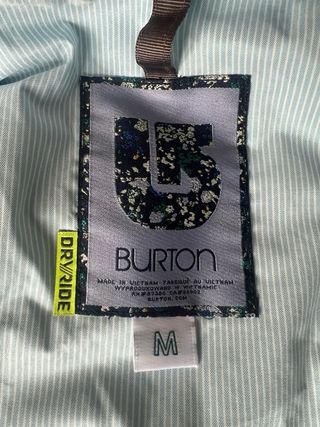 BURTON
MADE IN VIETNAM FABRIQUÉ AU VIETNAM
WYPRODUKOWANO W WIETNAMIE
BURTON.COM
DRYRIDE
M